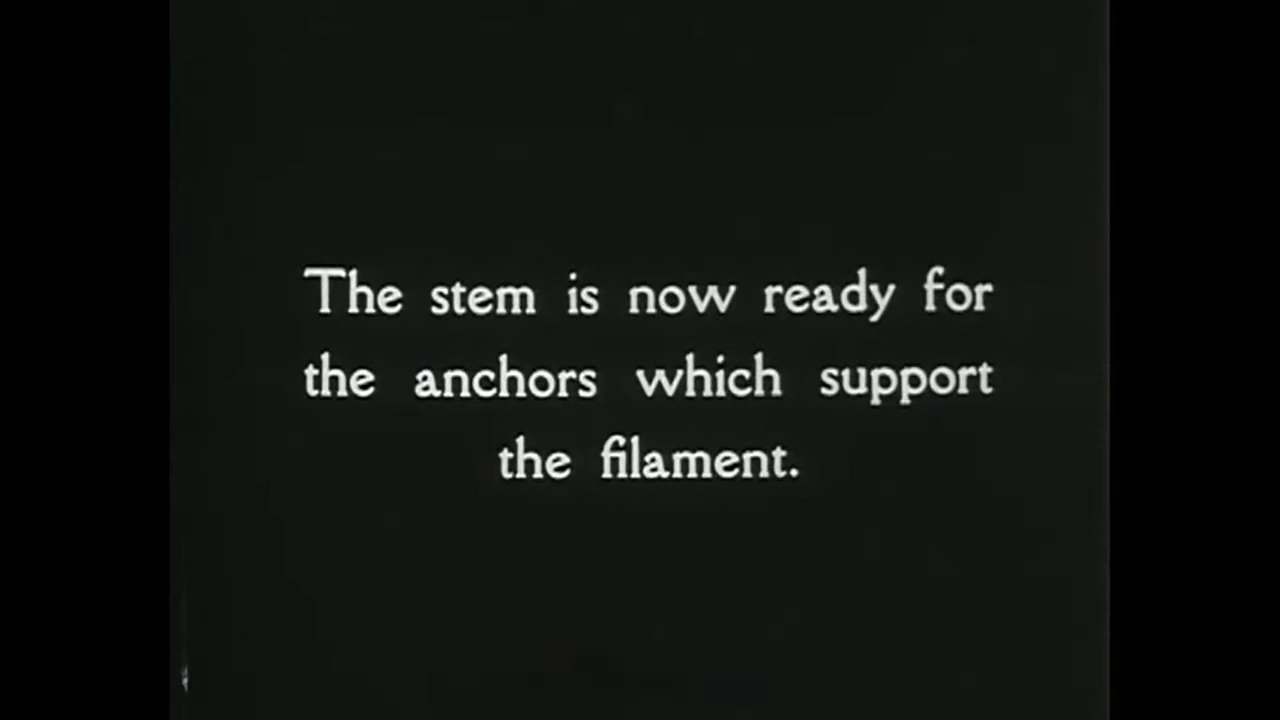 The stem is now ready for
the anchors which support
the filament.